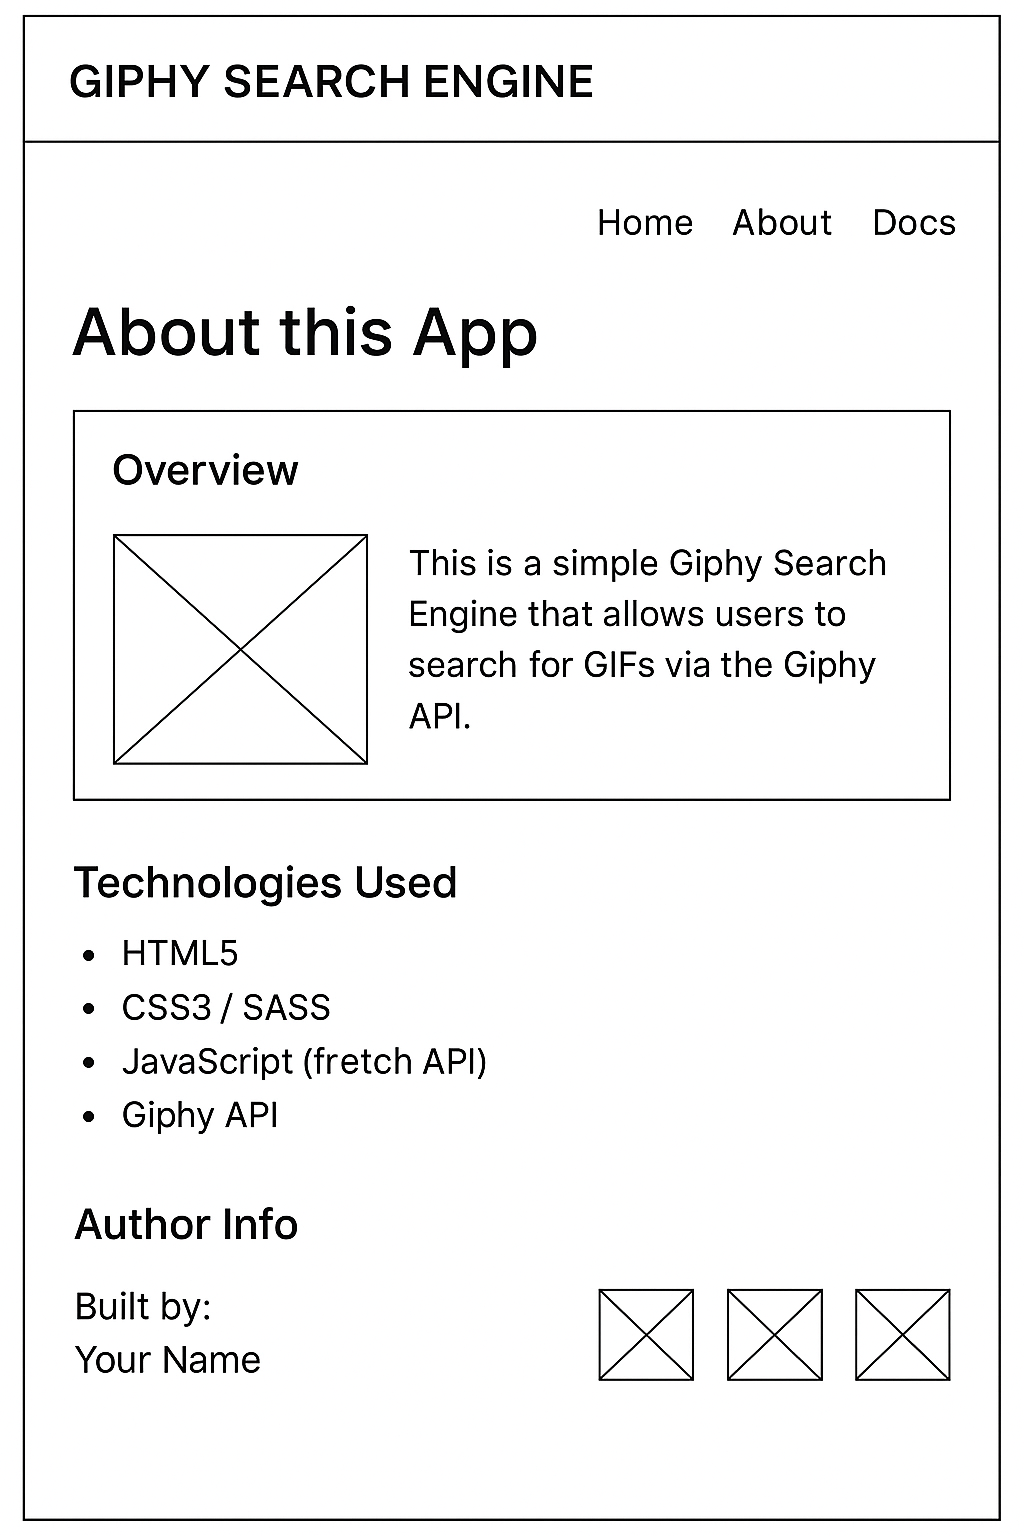 GIPHY SEARCH ENGINE
Home About Docs
About this App
Overview
This is a simple Giphy Search
Engine that allows users to
search for GIFs via the Giphy
API.
Technologies Used
• HTML5
• CSS3 / SASS
• JavaScript (fretch API)
• Giphy API
Author Info
Built by:
Your Name